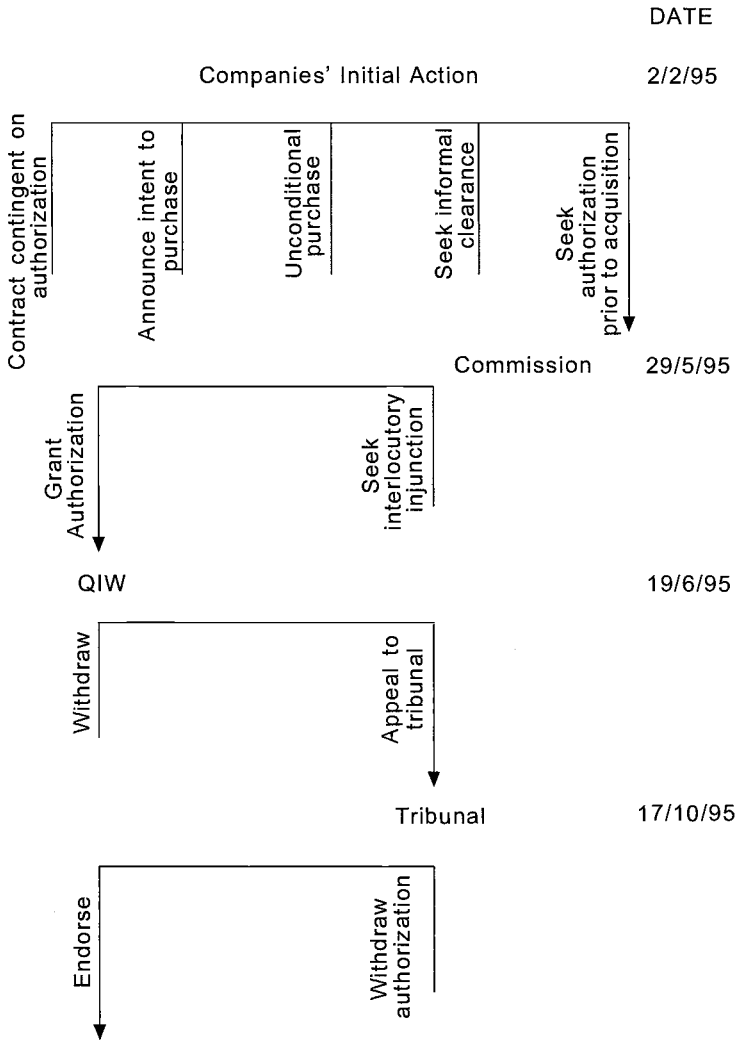 DATE
Companies' Initial Action 2/2/95
Contract contingent on
authorization
Announce intent to
purchase
Unconditional
purchase
Seek informal
clearance
Seek
authorization
prior to acquisition
Commission 29/5/95
Grant
Authorization
Seek
interlocutory
injunction
QIW 19/6/95
Withdraw
Appeal to
tribunal
Tribunal 17/10/95
Endorse
Withdraw
authorization